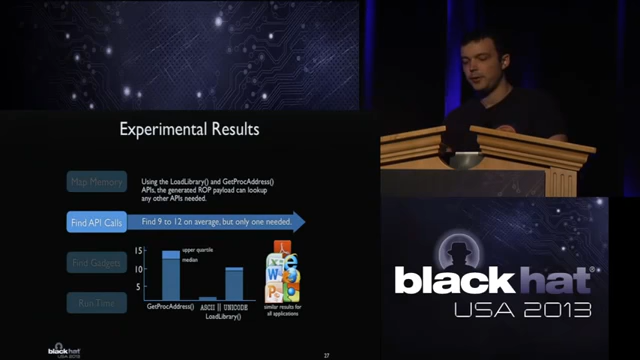 Experimental Results
Map Memory
Using the LoadLibrary() and GetProcAddress()
APIs, the generated ROP payload can lookup
any other APIs needed.
Find API Calls
Find 9 to 12 on average, but only one needed.
Find Gadgets
Run Time
15
10
5
upper quartile
median
GetProcAddress()
ASCII || UNICODE
LoadLibrary()
similar results for
all applications
black hat
USA 2013
27
black hat®
USA 2013